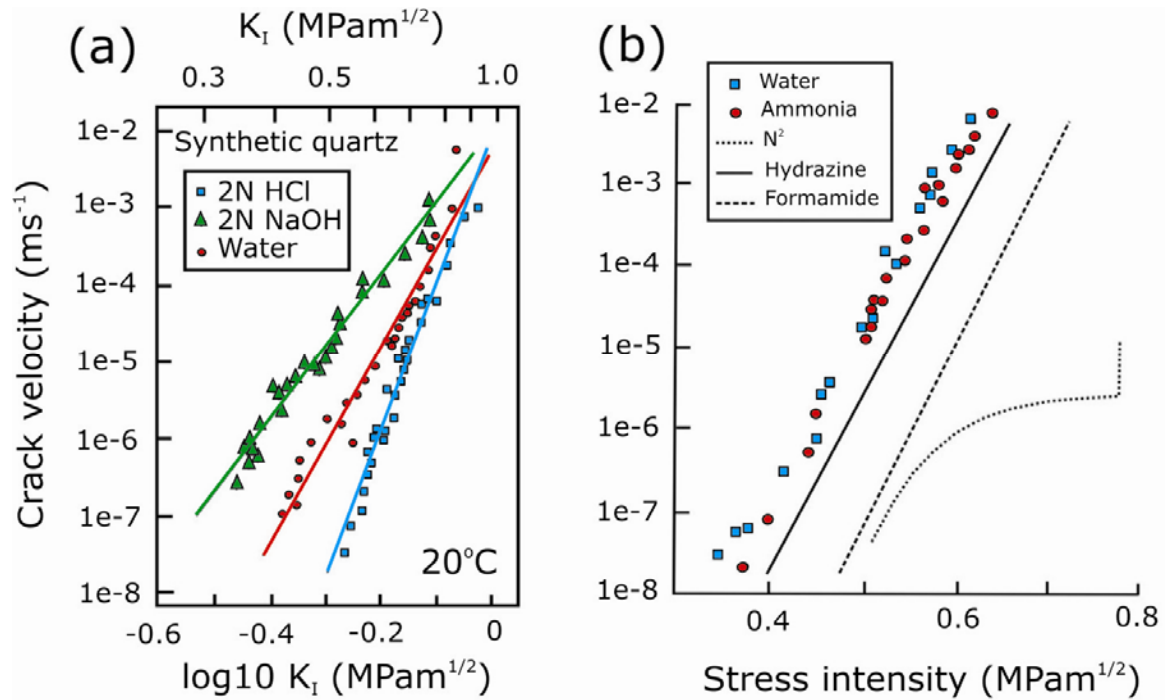 (a)
K_I (MPam^1/2)
0.3 0.5 1.0
Crack velocity (ms^-1)
1e-2
1e-3
1e-4
1e-5
1e-6
1e-7
1e-8
Synthetic quartz
2N HCl
2N NaOH
Water
20°C
-0.6 -0.4 -0.2 0
log10 K_I (MPam^1/2)
(b)
Water
Ammonia
N^2
Hydrazine
Formamide
1e-2
1e-3
1e-4
1e-5
1e-6
1e-7
1e-8
0.4 0.6 0.8
Stress intensity (MPam^1/2)